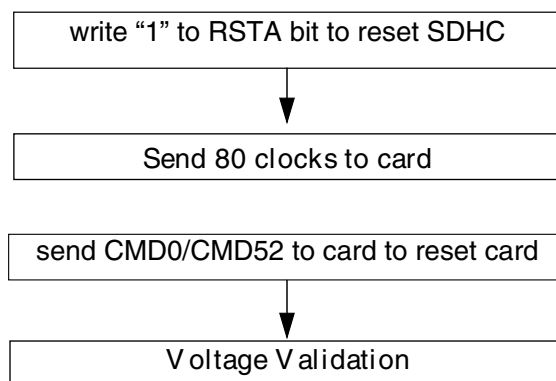 write “1” to RSTA bit to reset SDHC
Send 80 clocks to card
send CMD0/CMD52 to card to reset card
Voltage Validation